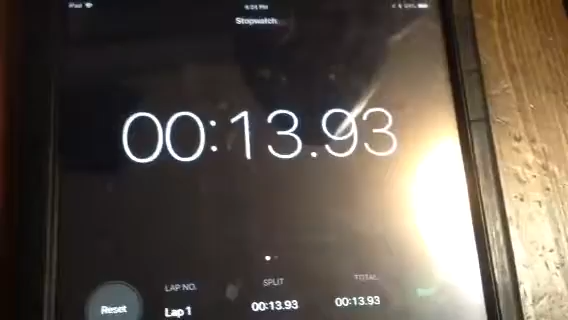 iPad
Stopwatch
00:13.93
LAP NO. SPLIT TOTAL
Reset Lap 1 00:13.93 00:13.93